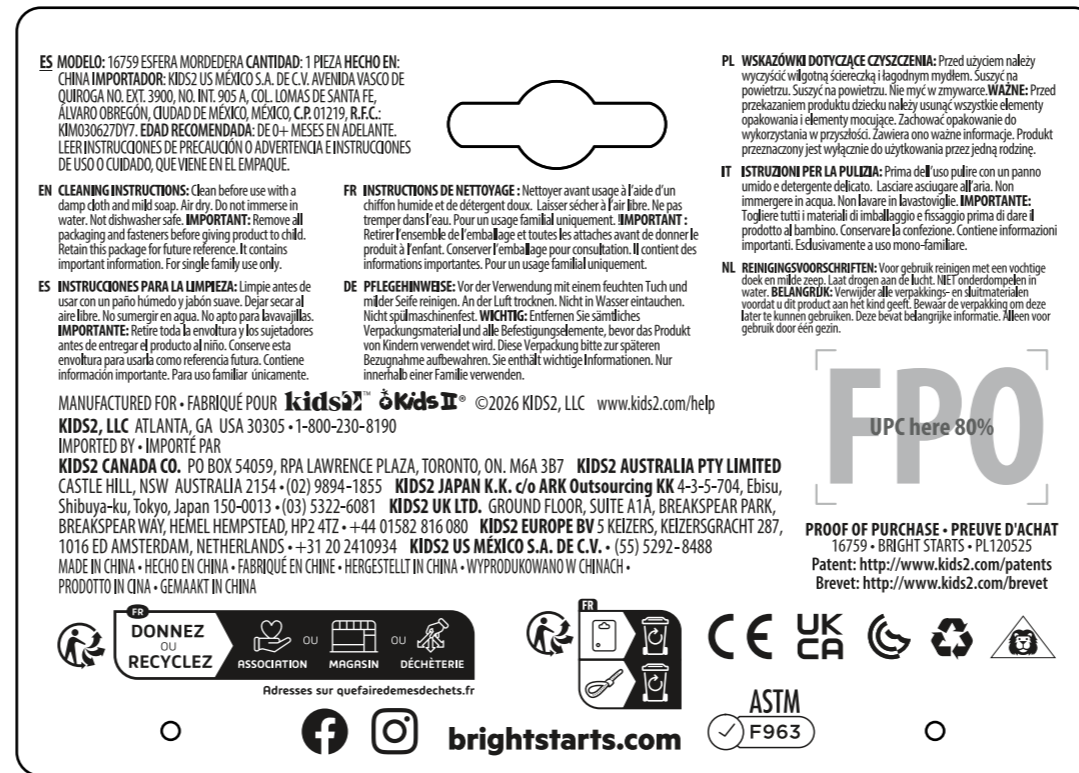 ES MODELO: 16759 ESFERA MORDEDERA CANTIDAD: 1 PIEZA HECHO EN:
CHINA IMPORTADOR: KIDS2 US MÉXICO S.A. DE C.V. AVENIDA VASCO DE
QUIROGA NO. EXT. 3900, NO. INT. 905 A, COL. LOMAS DE SANTA FE,
ÁLVARO OBREGÓN, CIUDAD DE MÉXICO, MÉXICO, C.P. 01219, R.F.C.:
KIM030627DY7. EDAD RECOMENDADA: DE 0+ MESES EN ADELANTE.
LEER INSTRUCCIONES DE PRECAUCIÓN O ADVERTENCIA E INSTRUCCIONES
DE USO O CUIDADO, QUE VIENE EN EL EMPAQUE.
EN CLEANING INSTRUCTIONS: Clean before use with a
damp cloth and mild soap. Air dry. Do not immerse in
water. Not dishwasher safe. IMPORTANT: Remove all
packaging and fasteners before giving product to child.
Retain this package for future reference. It contains
important information. For single family use only.
ES INSTRUCCIONES PARA LA LIMPIEZA: Limpie antes de
usar con un paño húmedo y jabón suave. Dejar secar al
aire libre. No sumergir en agua. No apto para lavavajillas.
IMPORTANTE: Retire toda la envoltura y los sujetadores
antes de entregar el producto al niño. Conserve esta
envoltura para usarla como referencia futura. Contiene
información importante. Para uso familiar únicamente.
FR INSTRUCTIONS DE NETTOYAGE : Nettoyer avant usage à l'aide d'un
chiffon humide et de détergent doux. Laisser sécher à l'air libre. Ne pas
tremper dans l'eau. Pour un usage familial uniquement. !IMPORTANT :
Retirer l'ensemble de l'emballage et toutes les attaches avant de donner le
produit à l'enfant. Conserver l'emballage pour consultation. Il contient des
informations importantes. Pour un usage familial uniquement.
DE PFLEGEHINWEISE: Vor der Verwendung mit einem feuchten Tuch und
milder Seife reinigen. An der Luft trocknen. Nicht in Wasser eintauchen.
Nicht spülmaschinenfest. WICHTIG: Entfernen Sie sämtliches
Verpackungsmaterial und alle Befestigungselemente, bevor das Produkt
von Kindern verwendet wird. Diese Verpackung bitte zur späteren
Bezugnahme aufbewahren. Sie enthält wichtige Informationen. Nur
innerhalb einer Familie verwenden.
PL WSKAZÓWKI DOTYCZĄCE CZYSZCZENIA: Przed użyciem należy
wyczyścić wilgotną ściereczką i łagodnym mydłem. Suszyć na
powietrzu. Suszyć na powietrzu. Nie myć w zmywarce.WAŻNE: Przed
przekazaniem produktu dziecku należy usunąć wszystkie elementy
opakowania i elementy mocujące. Zachować opakowanie do
wykorzystania w przyszłości. Zawiera ono ważne informacje. Produkt
przeznaczony jest wyłącznie do użytkowania przez jedną rodzinę.
IT ISTRUZIONI PER LA PULIZIA: Prima dell'uso pulire con un panno
umido e detergente delicato. Lasciare asciugare all'aria. Non
immergere in acqua. Non lavare in lavastoviglie. IMPORTANTE:
Togliere tutti i materiali di imballaggio e fissaggio prima di dare il
prodotto al bambino. Conservare la confezione. Contiene informazioni
importanti. Esclusivamente a uso mono-familiare.
NL REINIGINGSVOORSCHRIFTEN: Voor gebruik reinigen met een vochtige
doek en milde zeep. Laat drogen aan de lucht. NIET onderdompelen in
water. BELANGRIJK: Verwijder alle verpakkings- en sluitmaterialen
voordat u dit product aan het kind geeft. Bewaar de verpakking om deze
later te kunnen gebruiken. Deze bevat belangrijke informatie. Alleen voor
gebruik door één gezin.
MANUFACTURED FOR • FABRIQUÉ POUR kids2™ Kids II® ©2026 KIDS2, LLC www.kids2.com/help
KIDS2, LLC ATLANTA, GA USA 30305 • 1-800-230-8190
IMPORTED BY • IMPORTÉ PAR
KIDS2 CANADA CO. PO BOX 54059, RPA LAWRENCE PLAZA, TORONTO, ON. M6A 3B7 KIDS2 AUSTRALIA PTY LIMITED
CASTLE HILL, NSW AUSTRALIA 2154 • (02) 9894-1855 KIDS2 JAPAN K.K. c/o ARK Outsourcing KK 4-3-5-704, Ebisu,
Shibuya-ku, Tokyo, Japan 150-0013 • (03) 5322-6081 KIDS2 UK LTD. GROUND FLOOR, SUITE A1A, BREAKSPEAR PARK,
BREAKSPEAR WAY, HEMEL HEMPSTEAD, HP2 4TZ • +44 01582 816 080 KIDS2 EUROPE BV 5 KEIZERS, KEIZERSGRACHT 287,
1016 ED AMSTERDAM, NETHERLANDS • +31 20 2410934 KIDS2 US MÉXICO S.A. DE C.V. • (55) 5292-8488
MADE IN CHINA • HECHO EN CHINA • FABRIQUÉ EN CHINE • HERGESTELLT IN CHINA • WYPRODUKOWANO W CHINACH •
PRODOTTO IN CINA • GEMAAKT IN CHINA
FPO
UPC here 80%
PROOF OF PURCHASE • PREUVE D'ACHAT
16759 • BRIGHT STARTS • PL120525
Patent: http://www.kids2.com/patents
Brevet: http://www.kids2.com/brevet
FR
DONNEZ
OU
RECYCLEZ
ASSOCIATION OU MAGASIN OU DÉCHÈTERIE
Adresses sur quefairedemesdechets.fr
FR
CE
UK
CA
brightstarts.com
ASTM
F963